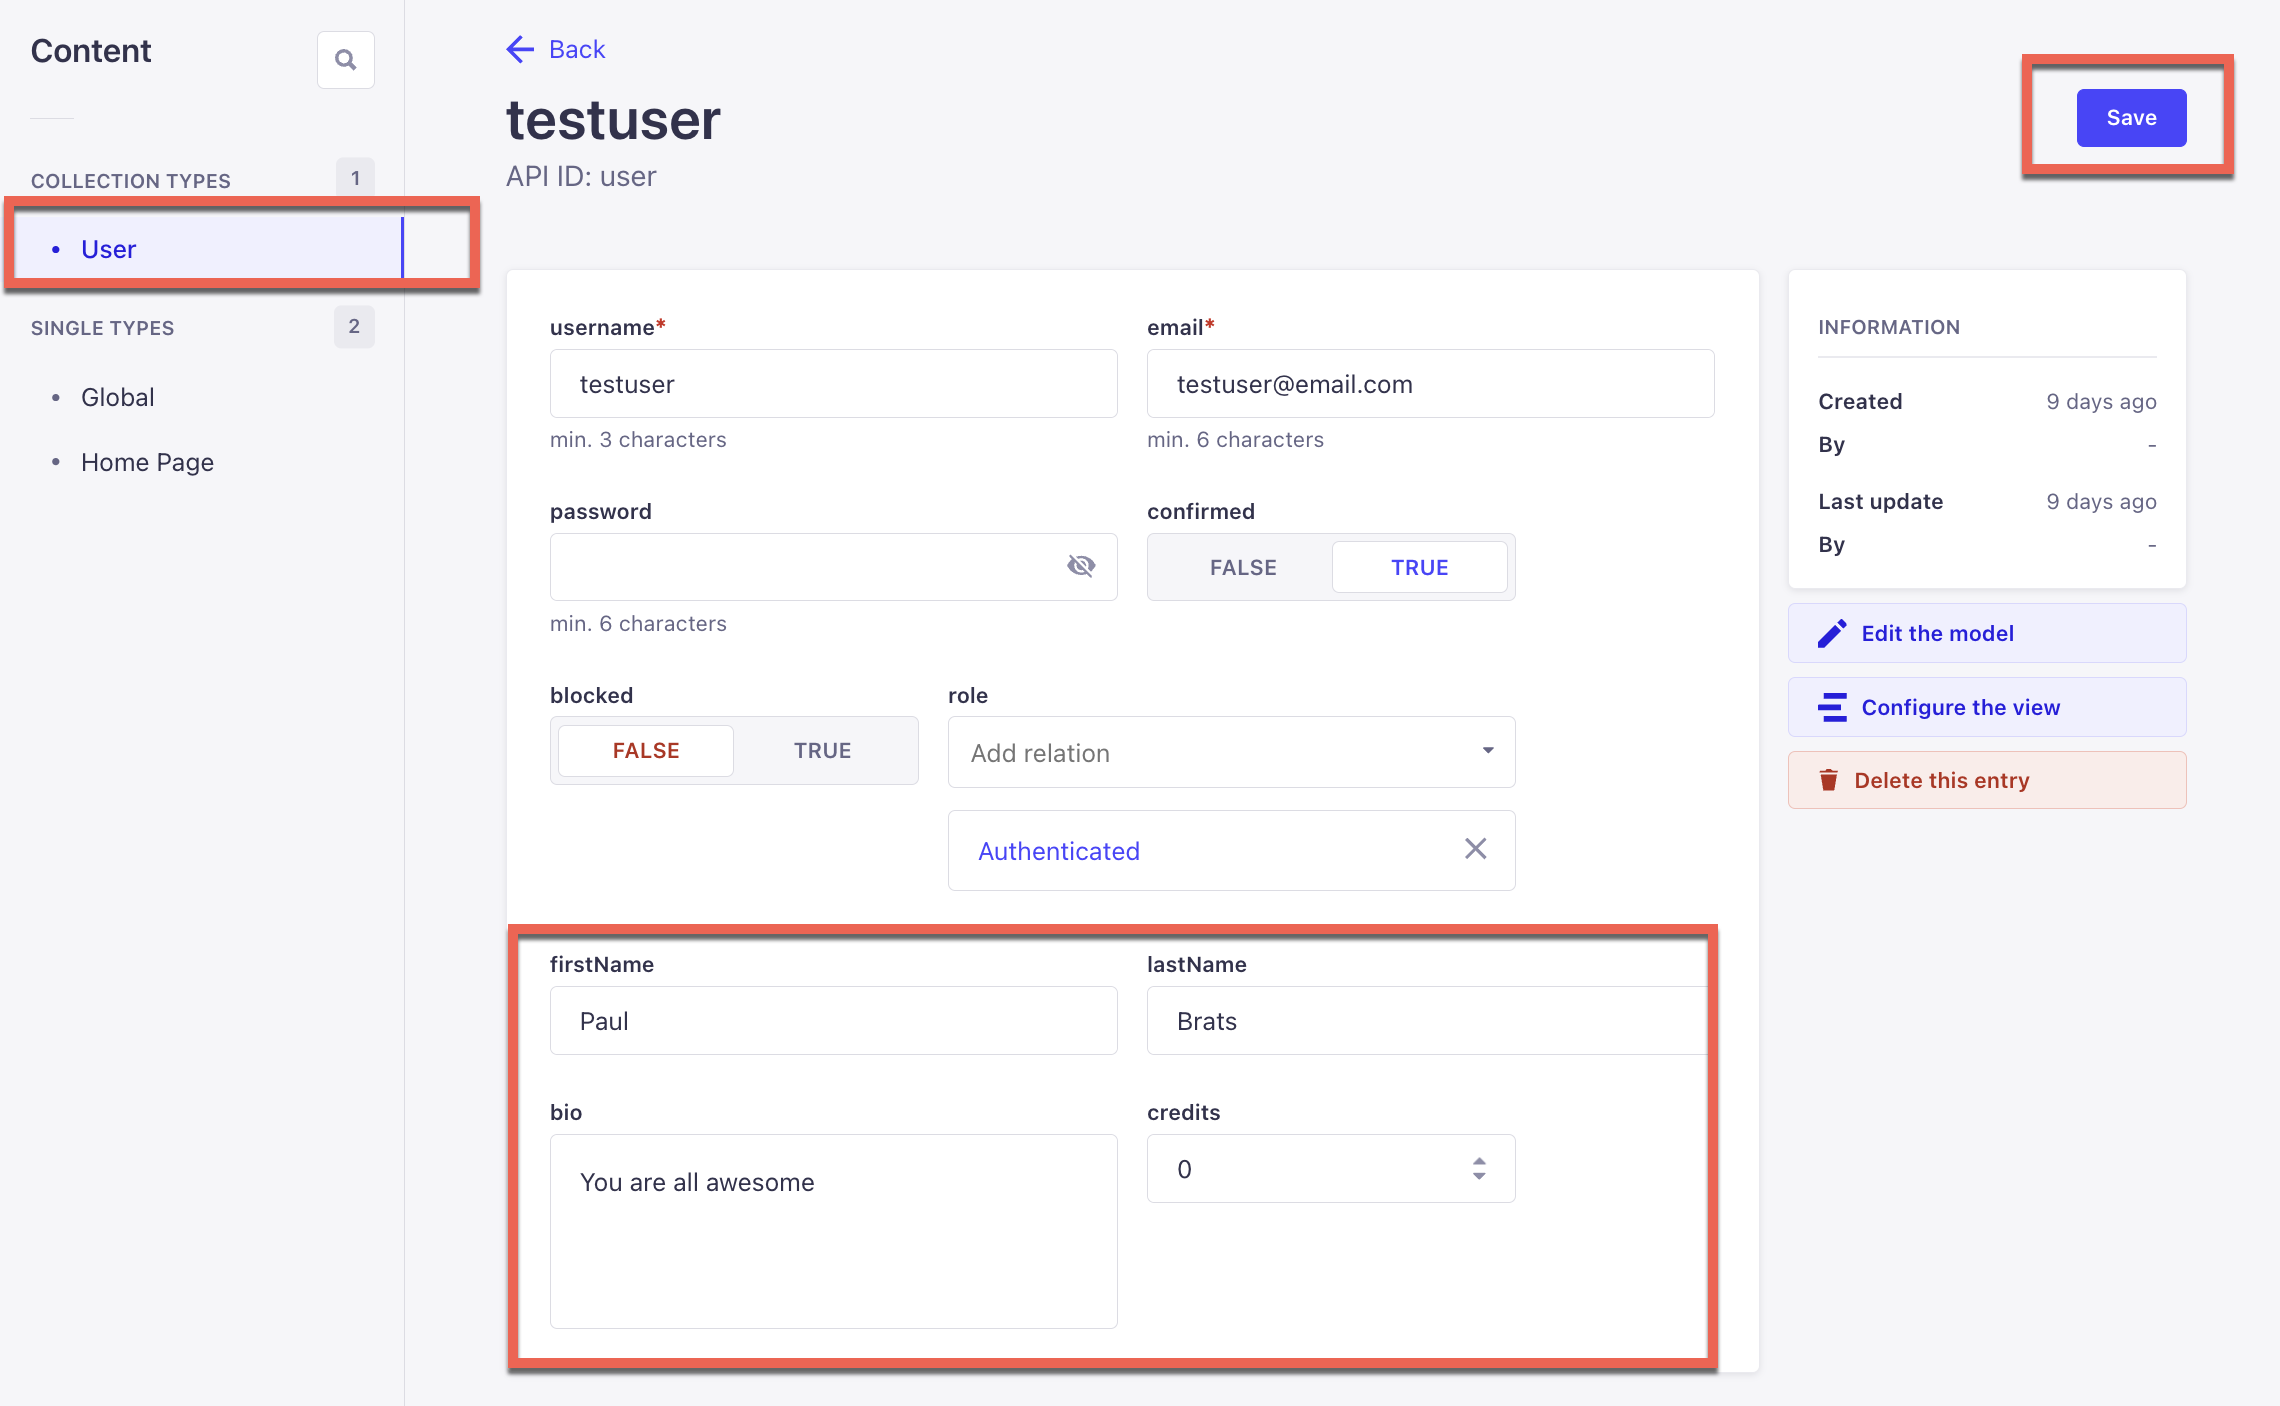 Content
COLLECTION TYPES 1
User
SINGLE TYPES 2
Global
Home Page
Back
testuser
API ID: user
Save
username* email*
testuser testuser@email.com
min. 3 characters min. 6 characters
password confirmed
FALSE TRUE
min. 6 characters
blocked role
FALSE TRUE Add relation
Authenticated
firstName lastName
Paul Brats
bio credits
You are all awesome 0
INFORMATION
Created 9 days ago
By -
Last update 9 days ago
By -
Edit the model
Configure the view
Delete this entry